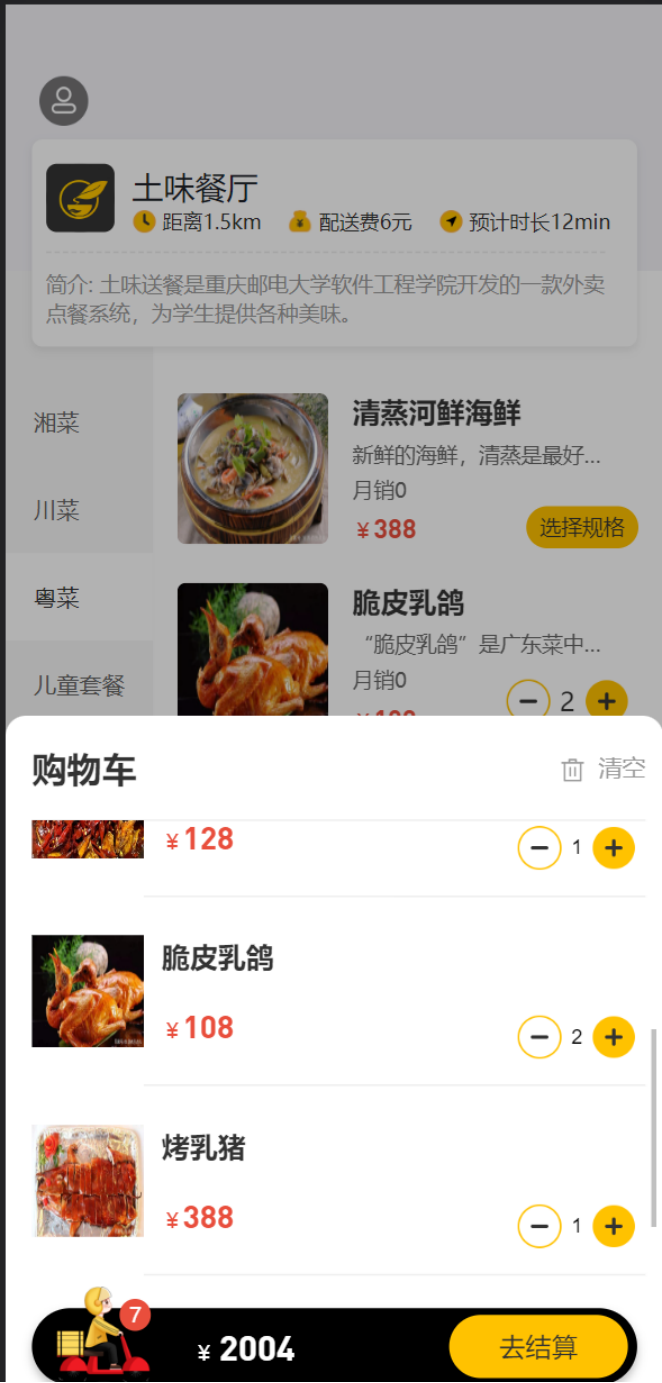 土味餐厅
距离1.5km 配送费6元 预计时长12min
简介: 土味送餐是重庆邮电大学软件工程学院开发的一款外卖
点餐系统，为学生提供各种美味。
湘菜
川菜
粤菜
儿童套餐
清蒸河鲜海鲜
新鲜的海鲜，清蒸是最好...
月销0
￥388
选择规格
脆皮乳鸽
“脆皮乳鸽”是广东菜中...
月销0
2
购物车
清空
￥128
1
脆皮乳鸽
￥108
2
烤乳猪
￥388
1
7
￥2004
去结算